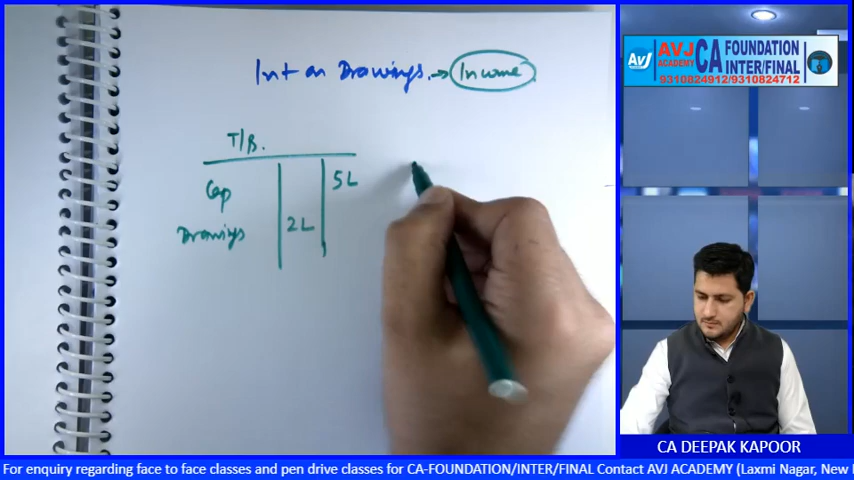 Int on Drawings → Income
T/B.
Cap 5L
Drawings 2L
AVJ
AVJ
ACADEMY
CA
FOUNDATION
INTER/FINAL
9310824912/9310824712
CA DEEPAK KAPOOR
For enquiry regarding face to face classes and pen drive classes for CA-FOUNDATION/INTER/FINAL Contact AVJ ACADEMY (Laxmi Nagar, New